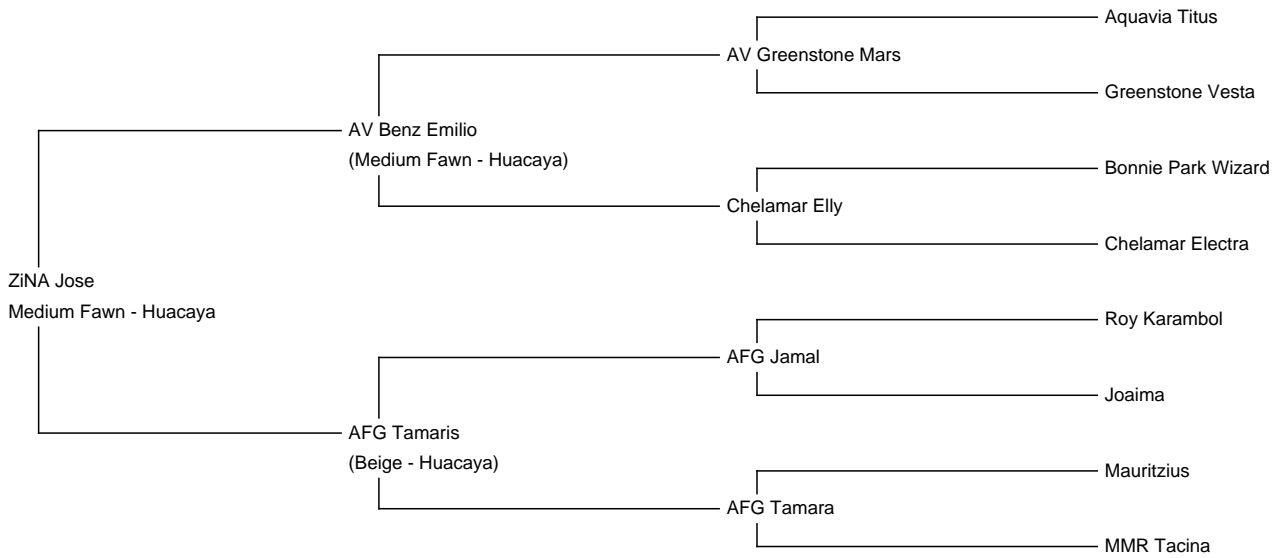 Aquavia Titus
AV Greenstone Mars
Greenstone Vesta
AV Benz Emilio
(Medium Fawn - Huacaya)
Bonnie Park Wizard
Chelamar Elly
Chelamar Electra
ZiNA Jose
Medium Fawn - Huacaya
Roy Karambol
AFG Jamal
Joaima
AFG Tamaris
(Beige - Huacaya)
Mauritzius
AFG Tamara
MMR Tacina